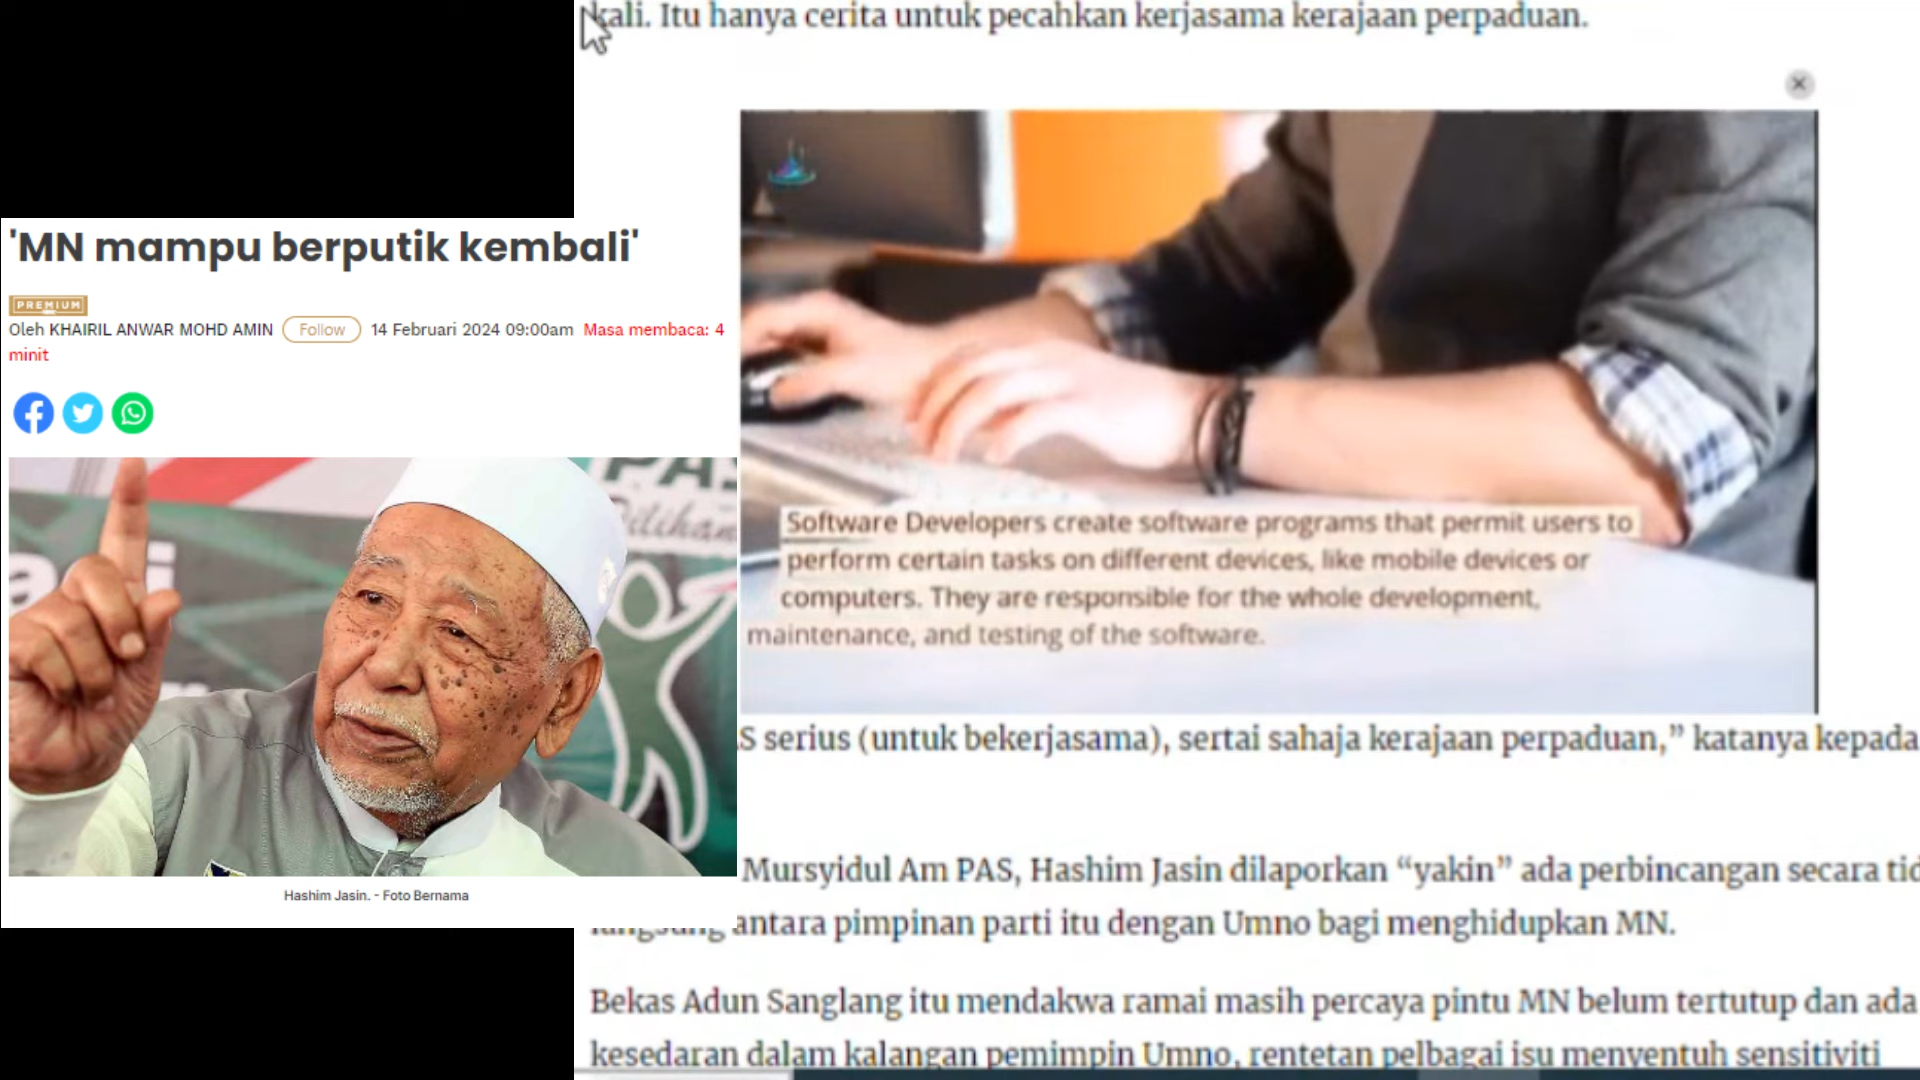 kali. Itu hanya cerita untuk pecahkan kerjasama kerajaan perpaduan.
'MN mampu berputik kembali'
PREMIUM
Oleh KHAIRIL ANWAR MOHD AMIN Follow 14 Februari 2024 09:00am Masa membaca: 4
minit
PAS
Pilihan
Hashim Jasin. - Foto Bernama
Software Developers create software programs that permit users to
perform certain tasks on different devices, like mobile devices or
computers. They are responsible for the whole development,
maintenance, and testing of the software.
S serius (untuk bekerjasama), sertai sahaja kerajaan perpaduan,” katanya kepada
Mursyidul Am PAS, Hashim Jasin dilaporkan “yakin” ada perbincangan secara tid
langsung antara pimpinan parti itu dengan Umno bagi menghidupkan MN.
Bekas Adun Sanglang itu mendakwa ramai masih percaya pintu MN belum tertutup dan ada
kesedaran dalam kalangan pemimpin Umno, rentetan pelbagai isu menyentuh sensitiviti